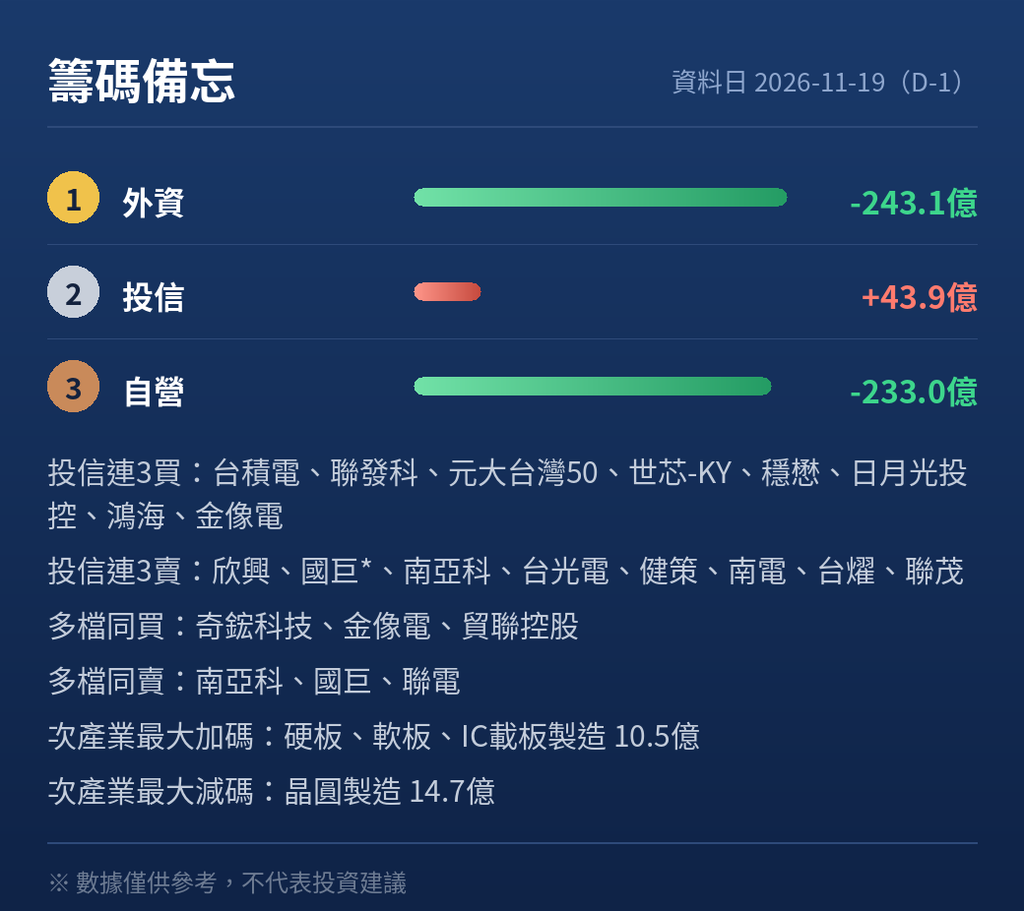 籌碼備忘
資料日 2026-11-19（D-1）
1 外資 -243.1億
2 投信 +43.9億
3 自營 -233.0億
投信連3買：台積電、聯發科、元大台灣50、世芯-KY、穩懋、日月光投
控、鴻海、金像電
投信連3賣：欣興、國巨*、南亞科、台光電、健策、南電、台燿、聯茂
多檔同買：奇鋐科技、金像電、貿聯控股
多檔同賣：南亞科、國巨、聯電
次產業最大加碼：硬板、軟板、IC載板製造 10.5億
次產業最大減碼：晶圓製造 14.7億
※ 數據僅供參考，不代表投資建議